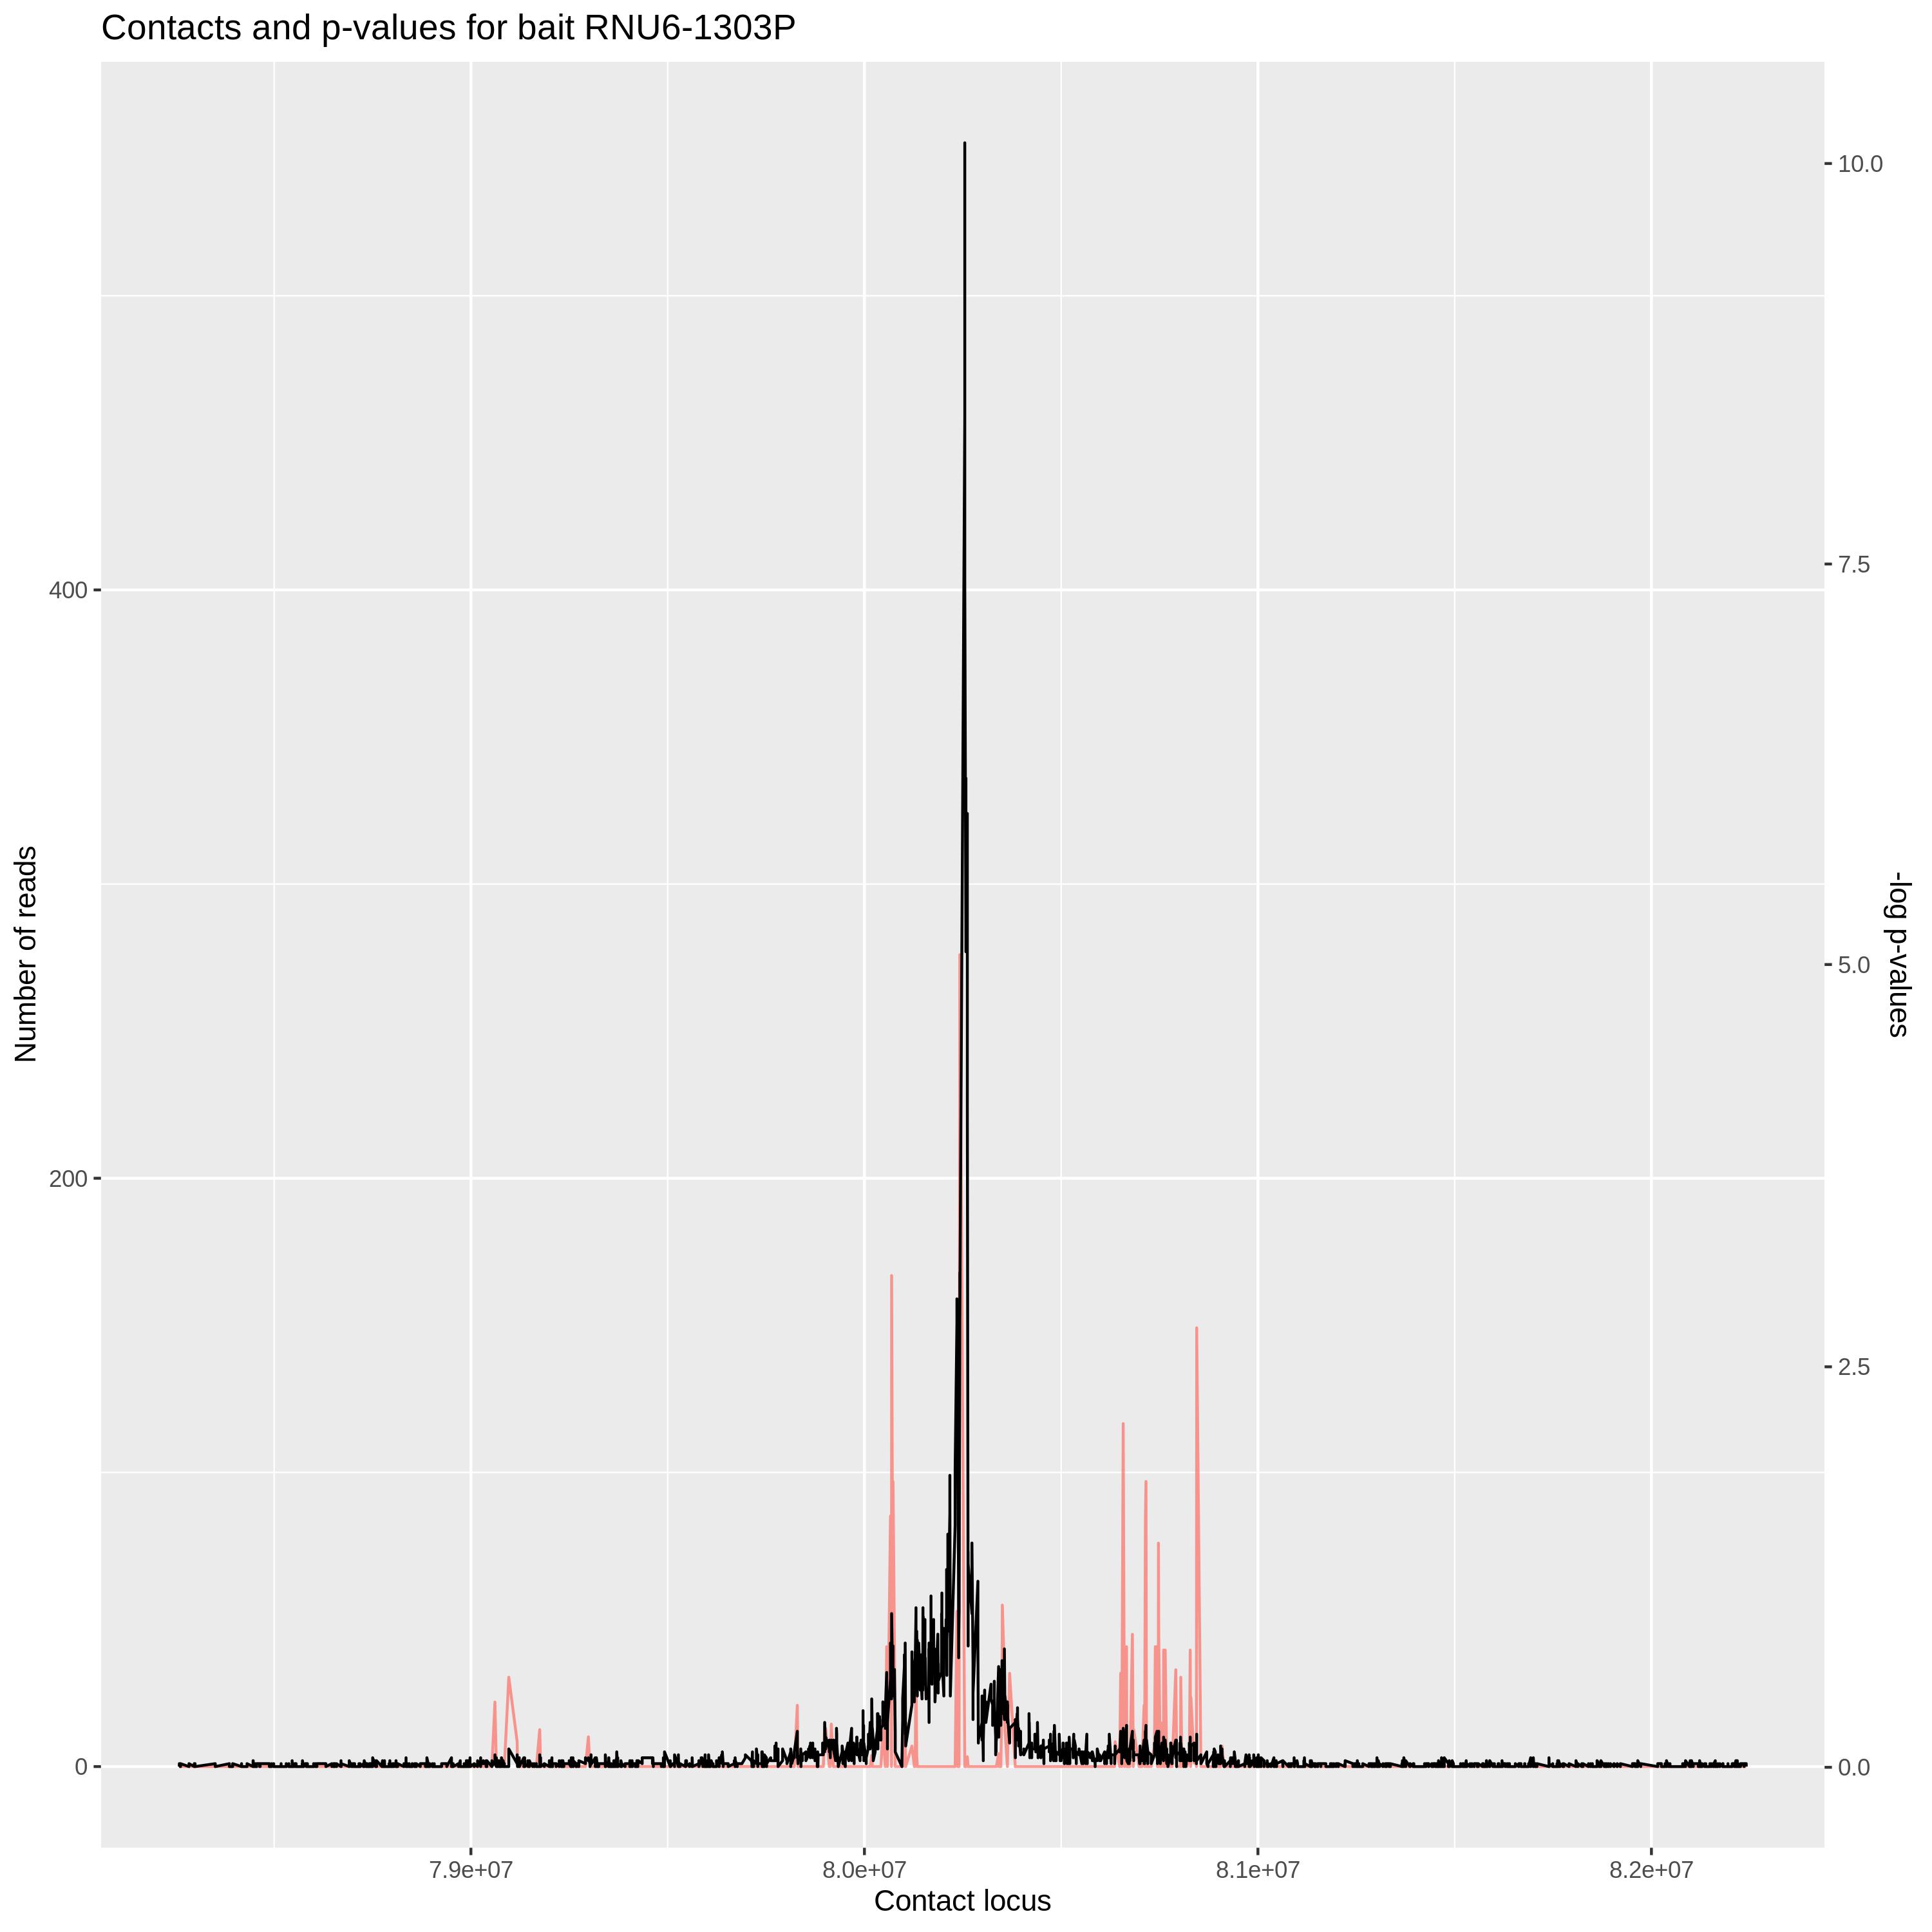 Contacts and p-values for bait RNU6-1303P
Number of reads
400
200
0
10.0
7.5
5.0
2.5
0.0
-log p-values
7.9e+07
8.0e+07
8.1e+07
8.2e+07
Contact locus